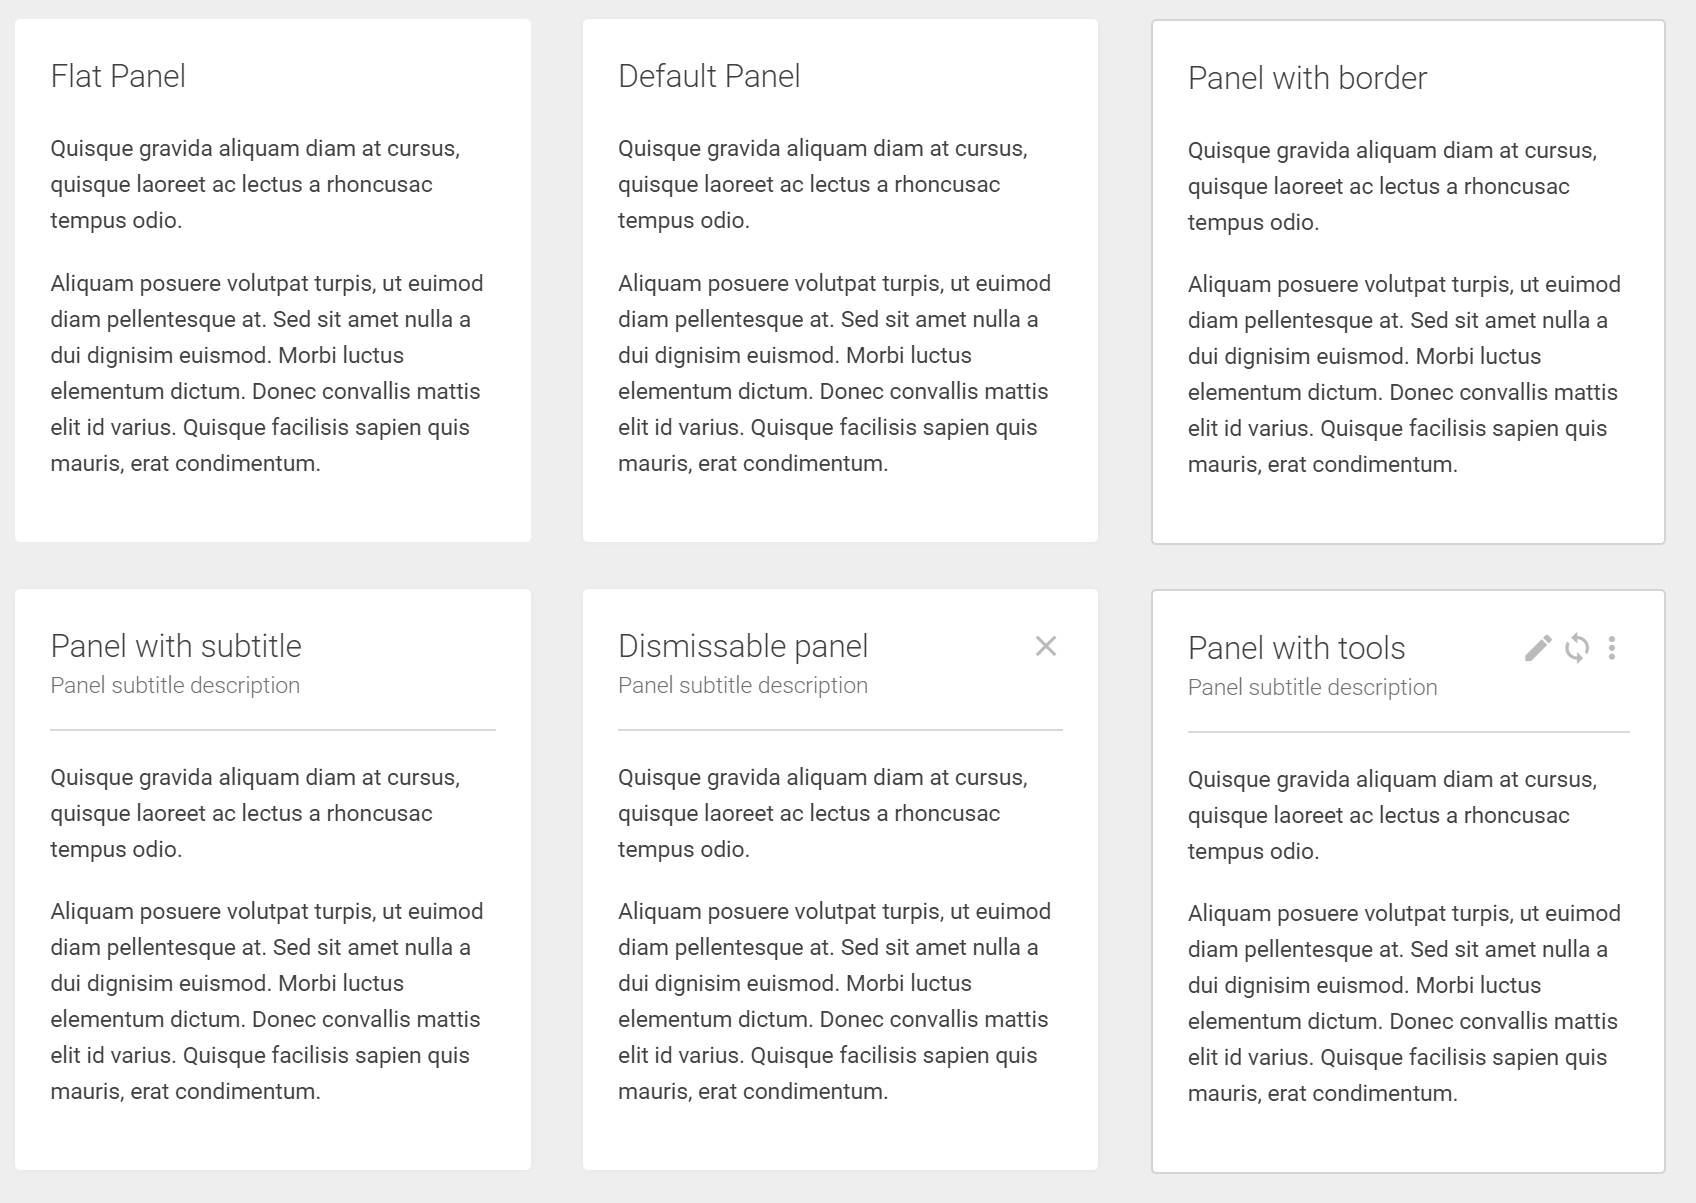 Flat Panel
Quisque gravida aliquam diam at cursus,
quisque laoreet ac lectus a rhoncusac
tempus odio.
Aliquam posuere volutpat turpis, ut euimod
diam pellentesque at. Sed sit amet nulla a
dui dignisim euismod. Morbi luctus
elementum dictum. Donec convallis mattis
elit id varius. Quisque facilisis sapien quis
mauris, erat condimentum.
Default Panel
Quisque gravida aliquam diam at cursus,
quisque laoreet ac lectus a rhoncusac
tempus odio.
Aliquam posuere volutpat turpis, ut euimod
diam pellentesque at. Sed sit amet nulla a
dui dignisim euismod. Morbi luctus
elementum dictum. Donec convallis mattis
elit id varius. Quisque facilisis sapien quis
mauris, erat condimentum.
Panel with border
Quisque gravida aliquam diam at cursus,
quisque laoreet ac lectus a rhoncusac
tempus odio.
Aliquam posuere volutpat turpis, ut euimod
diam pellentesque at. Sed sit amet nulla a
dui dignisim euismod. Morbi luctus
elementum dictum. Donec convallis mattis
elit id varius. Quisque facilisis sapien quis
mauris, erat condimentum.
Panel with subtitle
Panel subtitle description
Quisque gravida aliquam diam at cursus,
quisque laoreet ac lectus a rhoncusac
tempus odio.
Aliquam posuere volutpat turpis, ut euimod
diam pellentesque at. Sed sit amet nulla a
dui dignisim euismod. Morbi luctus
elementum dictum. Donec convallis mattis
elit id varius. Quisque facilisis sapien quis
mauris, erat condimentum.
Dismissable panel
Panel subtitle description
Quisque gravida aliquam diam at cursus,
quisque laoreet ac lectus a rhoncusac
tempus odio.
Aliquam posuere volutpat turpis, ut euimod
diam pellentesque at. Sed sit amet nulla a
dui dignisim euismod. Morbi luctus
elementum dictum. Donec convallis mattis
elit id varius. Quisque facilisis sapien quis
mauris, erat condimentum.
Panel with tools
Panel subtitle description
Quisque gravida aliquam diam at cursus,
quisque laoreet ac lectus a rhoncusac
tempus odio.
Aliquam posuere volutpat turpis, ut euimod
diam pellentesque at. Sed sit amet nulla a
dui dignisim euismod. Morbi luctus
elementum dictum. Donec convallis mattis
elit id varius. Quisque facilisis sapien quis
mauris, erat condimentum.